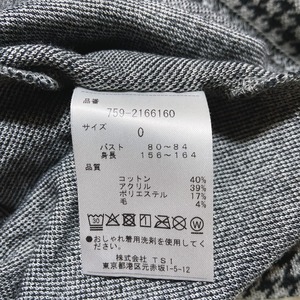 品番
759-2166160
サイズ
0
バスト 80~84
身長 156~164
品質
コットン 40%
アクリル 39%
ポリエステル 17%
毛 4%
●おしゃれ着用洗剤を使用して
ください。
株式会社 TSI
東京都港区元赤坂1-5-12